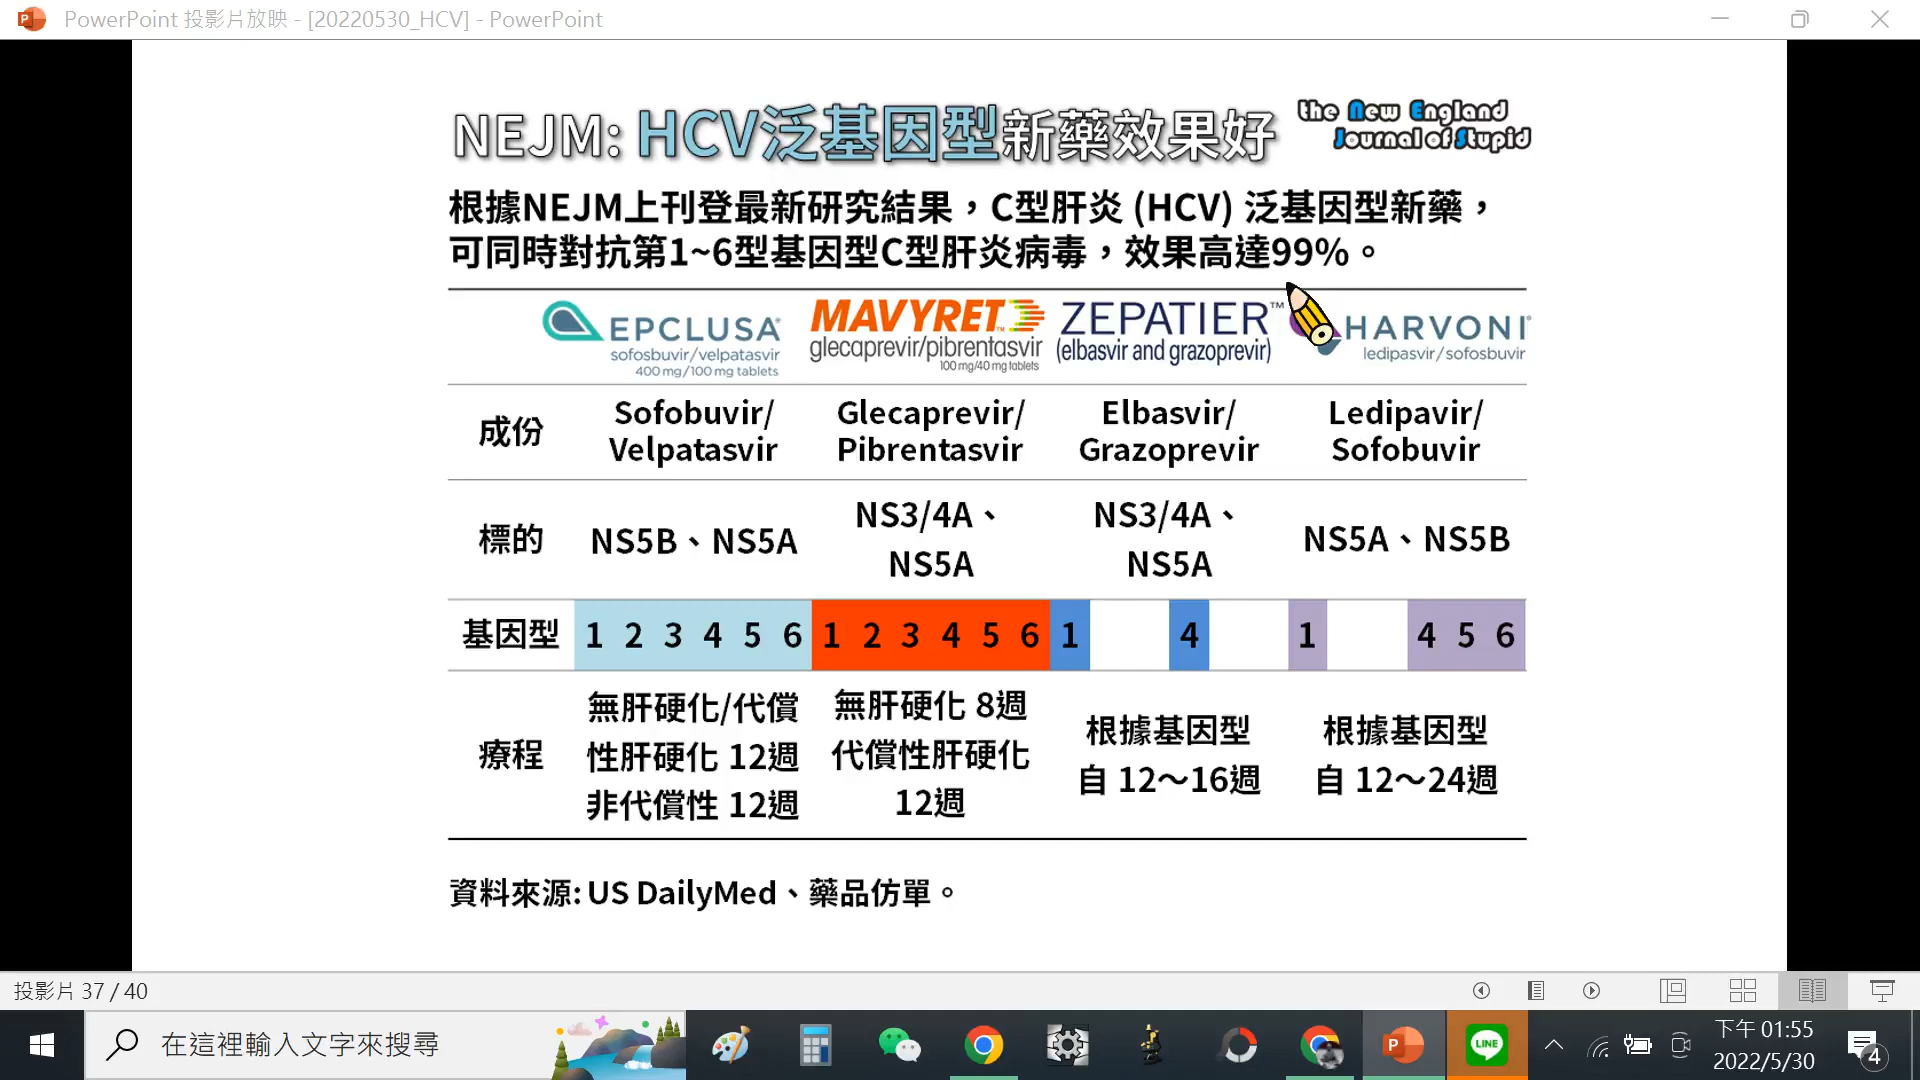 PowerPoint 投影片放映 - [20220530_HCV] - PowerPoint
NEJM: HCV泛基因型新藥效果好
the New England
Journal of Stupid
根據NEJM上刊登最新研究結果，C型肝炎 (HCV) 泛基因型新藥，
可同時對抗第1~6型基因型C型肝炎病毒，效果高達99%。
EPCLUSA®
sofosbuvir/velpatasvir
400 mg/100 mg tablets
MAVYRET™
glecaprevir/pibrentasvir
100 mg/40 mg tablets
ZEPATIER™
(elbasvir and grazoprevir)
HARVONI®
ledipasvir/sofosbuvir
成份
Sofobuvir/
Velpatasvir
Glecaprevir/
Pibrentasvir
Elbasvir/
Grazoprevir
Ledipavir/
Sofobuvir
標的
NS5B、NS5A
NS3/4A、
NS5A
NS3/4A、
NS5A
NS5A、NS5B
基因型 1 2 3 4 5 6 1 2 3 4 5 6 1 4 1 4 5 6
療程
無肝硬化/代償
性肝硬化 12週
非代償性 12週
無肝硬化 8週
代償性肝硬化
12週
根據基因型
自 12～16週
根據基因型
自 12～24週
資料來源: US DailyMed、藥品仿單。
投影片 37 / 40
在這裡輸入文字來搜尋
P
LINE
下午 01:55
2022/5/30
4